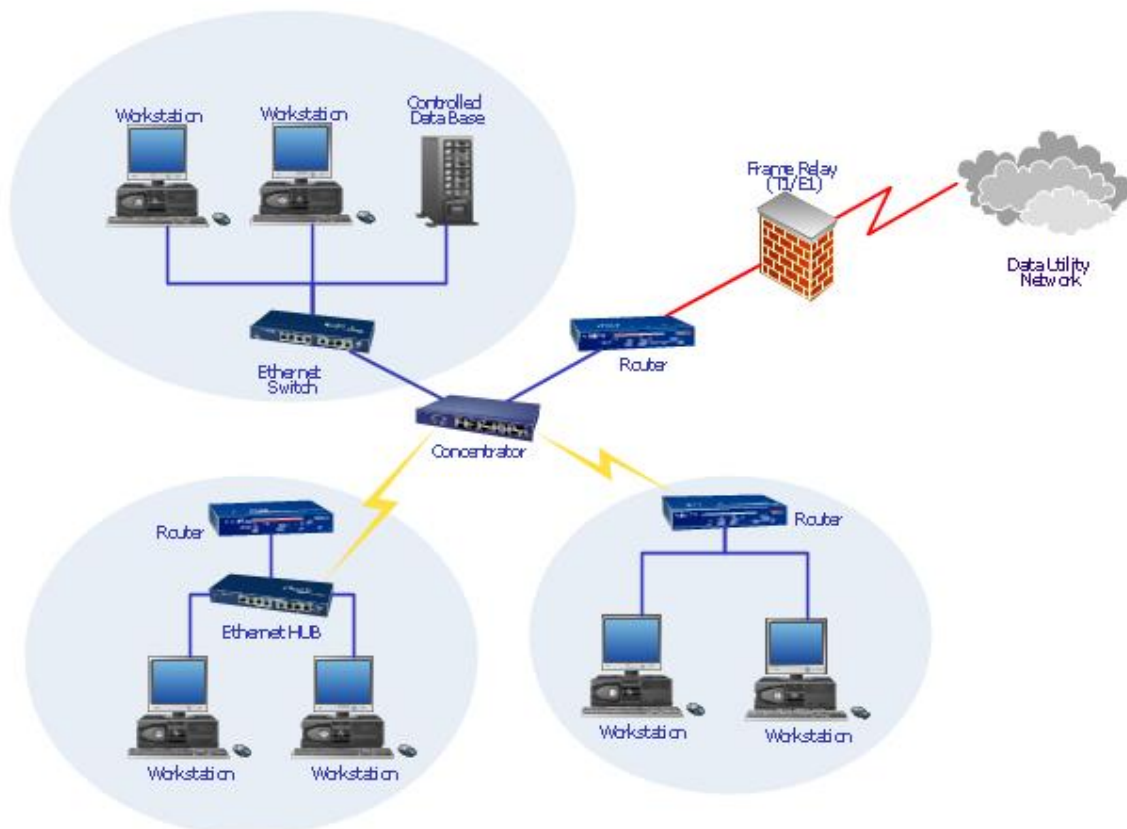 Workstation
Workstation
Controlled
Data Base
Frame Relay
(T1/E1)
Data Utility
Network
Router
Ethernet
Switch
Concentrator
Router
Router
Ethernet HUB
Workstation
Workstation
Workstation
Workstation